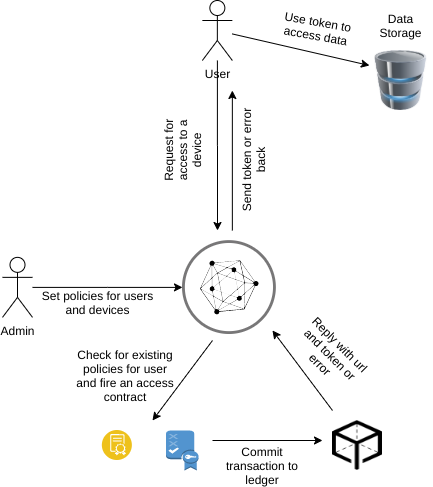 Use token to
access data
Data
Storage
User
Request for
access to a
device
Send token or error
back
Set policies for users
and devices
Admin
Check for existing
policies for user
and fire an access
contract
Reply with url
and token or
error
Commit
transaction to
ledger